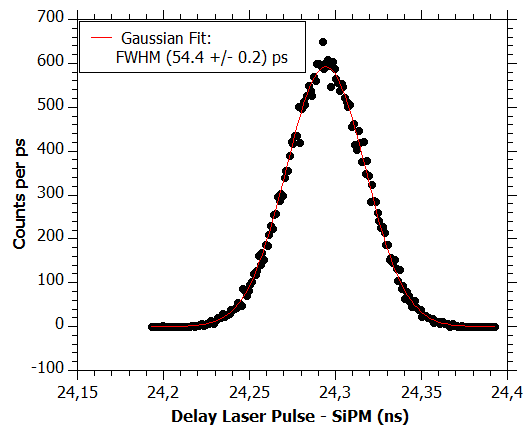 700
600
500
400
300
200
100
0
-100
Counts per ps
Gaussian Fit:
FWHM (54.4 +/- 0.2) ps
24,15 24,2 24,25 24,3 24,35 24,4
Delay Laser Pulse - SiPM (ns)